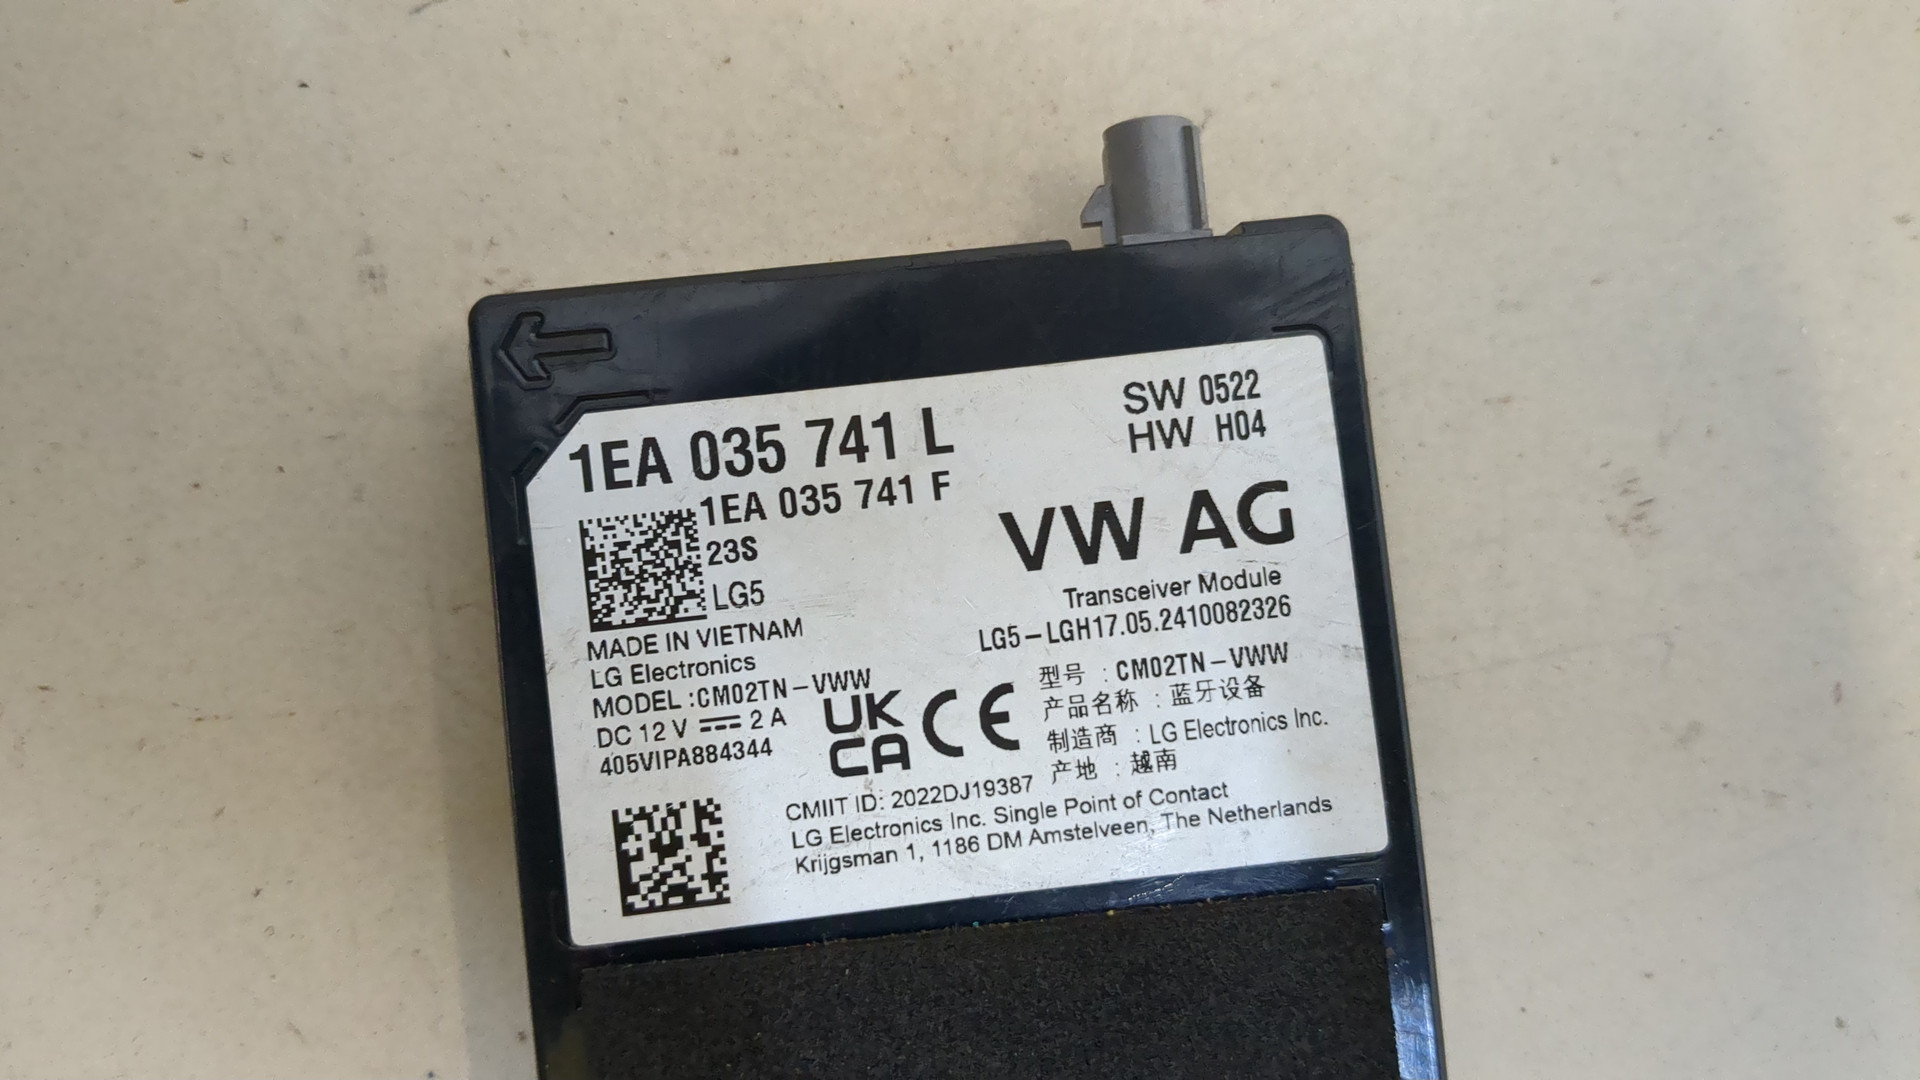 1EA 035 741 L
1EA 035 741 F
23S
LG5
MADE IN VIETNAM
LG Electronics
MODEL :CM02TN-VWW
DC 12 V ⎓ 2 A
405VIPA884344
SW 0522
HW H04
VW AG
Transceiver Module
LG5-LGH17.05.2410082326
型号 : CM02TN-VWW
产品名称 : 蓝牙设备
制造商 : LG Electronics Inc.
产地 : 越南
UK
CA CE
CMIIT ID: 2022DJ19387
LG Electronics Inc. Single Point of Contact
Krijgsman 1, 1186 DM Amstelveen, The Netherlands